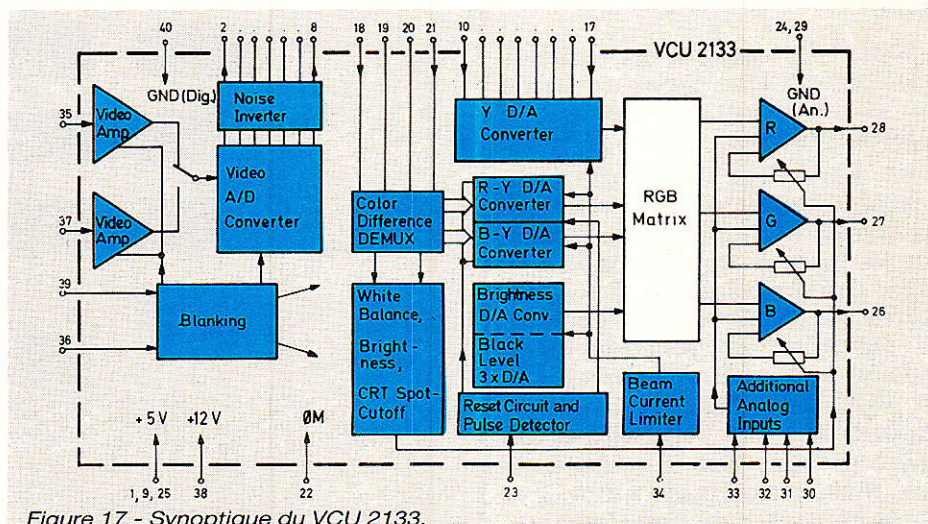 40 2 8 18 19 20 21 10 17 24, 29
VCU 2133
GND (Dig.)
GND
(An.)
35
Video
Amp
37
Video
Amp
39
36
Noise
Inverter
Video
A/D
Converter
Blanking
Color
Difference
DEMUX
White
Balance,
Bright-
ness,
CRT Spot-
Cutoff
Y D/A
Converter
R-Y D/A
Converter
B-Y D/A
Converter
Brightness
D/A Conv.
Black
Level
3 x D/A
Reset Circuit and
Pulse Detector
RGB
Matrix
Beam
Current
Limiter
R
28
G
27
B
26
Additional
Analog
Inputs
+5V +12V ØM
1, 9, 25 38 22 23 34 33 32 31 30
Figure 17 - Synoptique du VCU 2133.